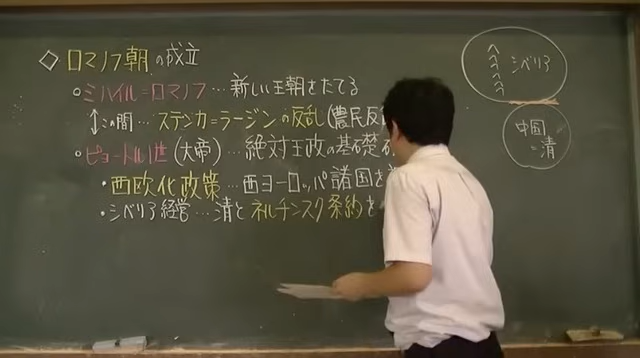 ◇ロマノフ朝の成立
○ミハイル=ロマノフ…新しい王朝をたてる
↕この間…ステンカ=ラージンの反乱(農民反
○ピョートル1世(大帝)…絶対王政の基礎
・西欧化政策…西ヨーロッパ諸国を
・シベリア経営…清とネルチンスク条約を
シベリア
中国
=清